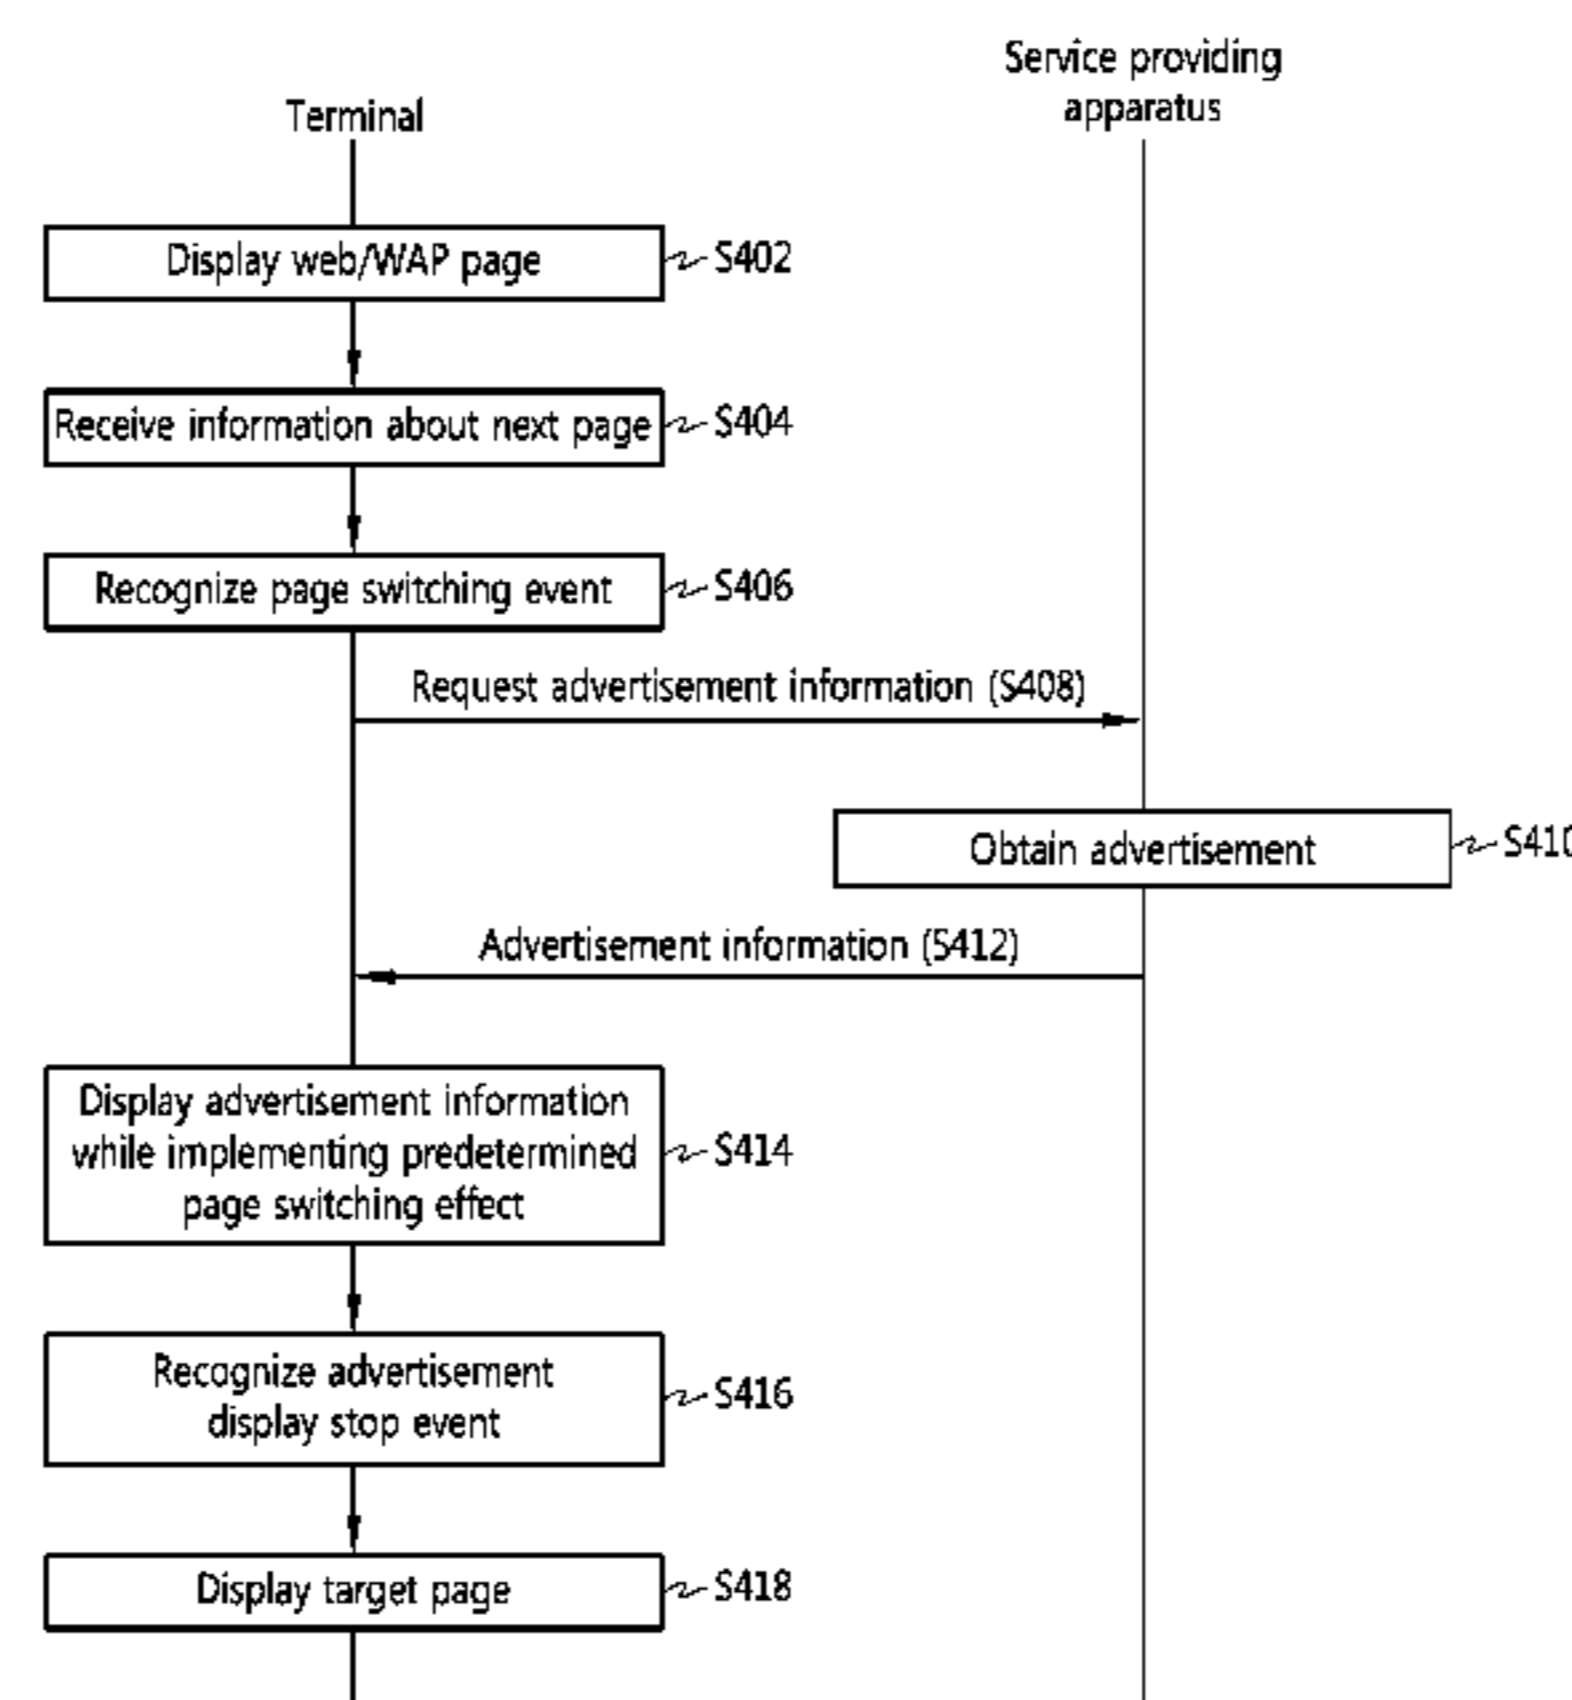 Service providing
apparatus
Terminal
Display web/WAP page
S402
Receive information about next page
S404
Recognize page switching event
S406
Request advertisement information (S408)
Obtain advertisement
S410
Advertisement information (S412)
Display advertisement information
while implementing predetermined
page switching effect
S414
Recognize advertisement
display stop event
S416
Display target page
S418